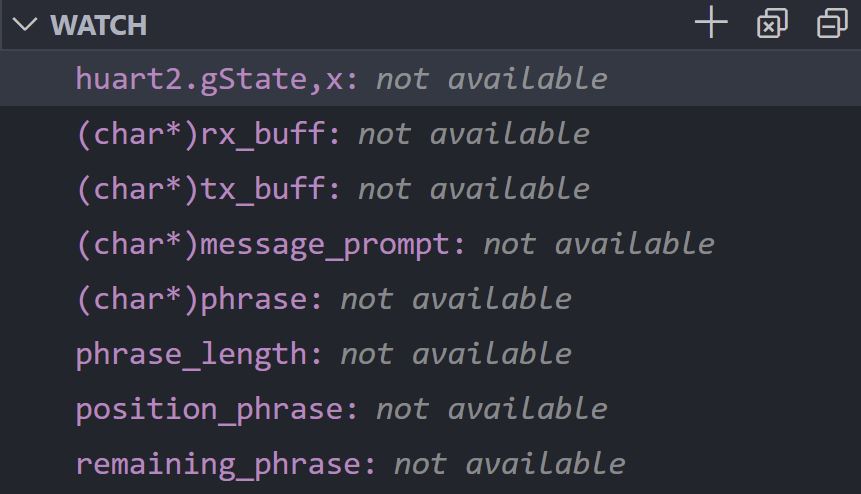 WATCH
huart2.gState,x: not available
(char*)rx_buff: not available
(char*)tx_buff: not available
(char*)message_prompt: not available
(char*)phrase: not available
phrase_length: not available
position_phrase: not available
remaining_phrase: not available